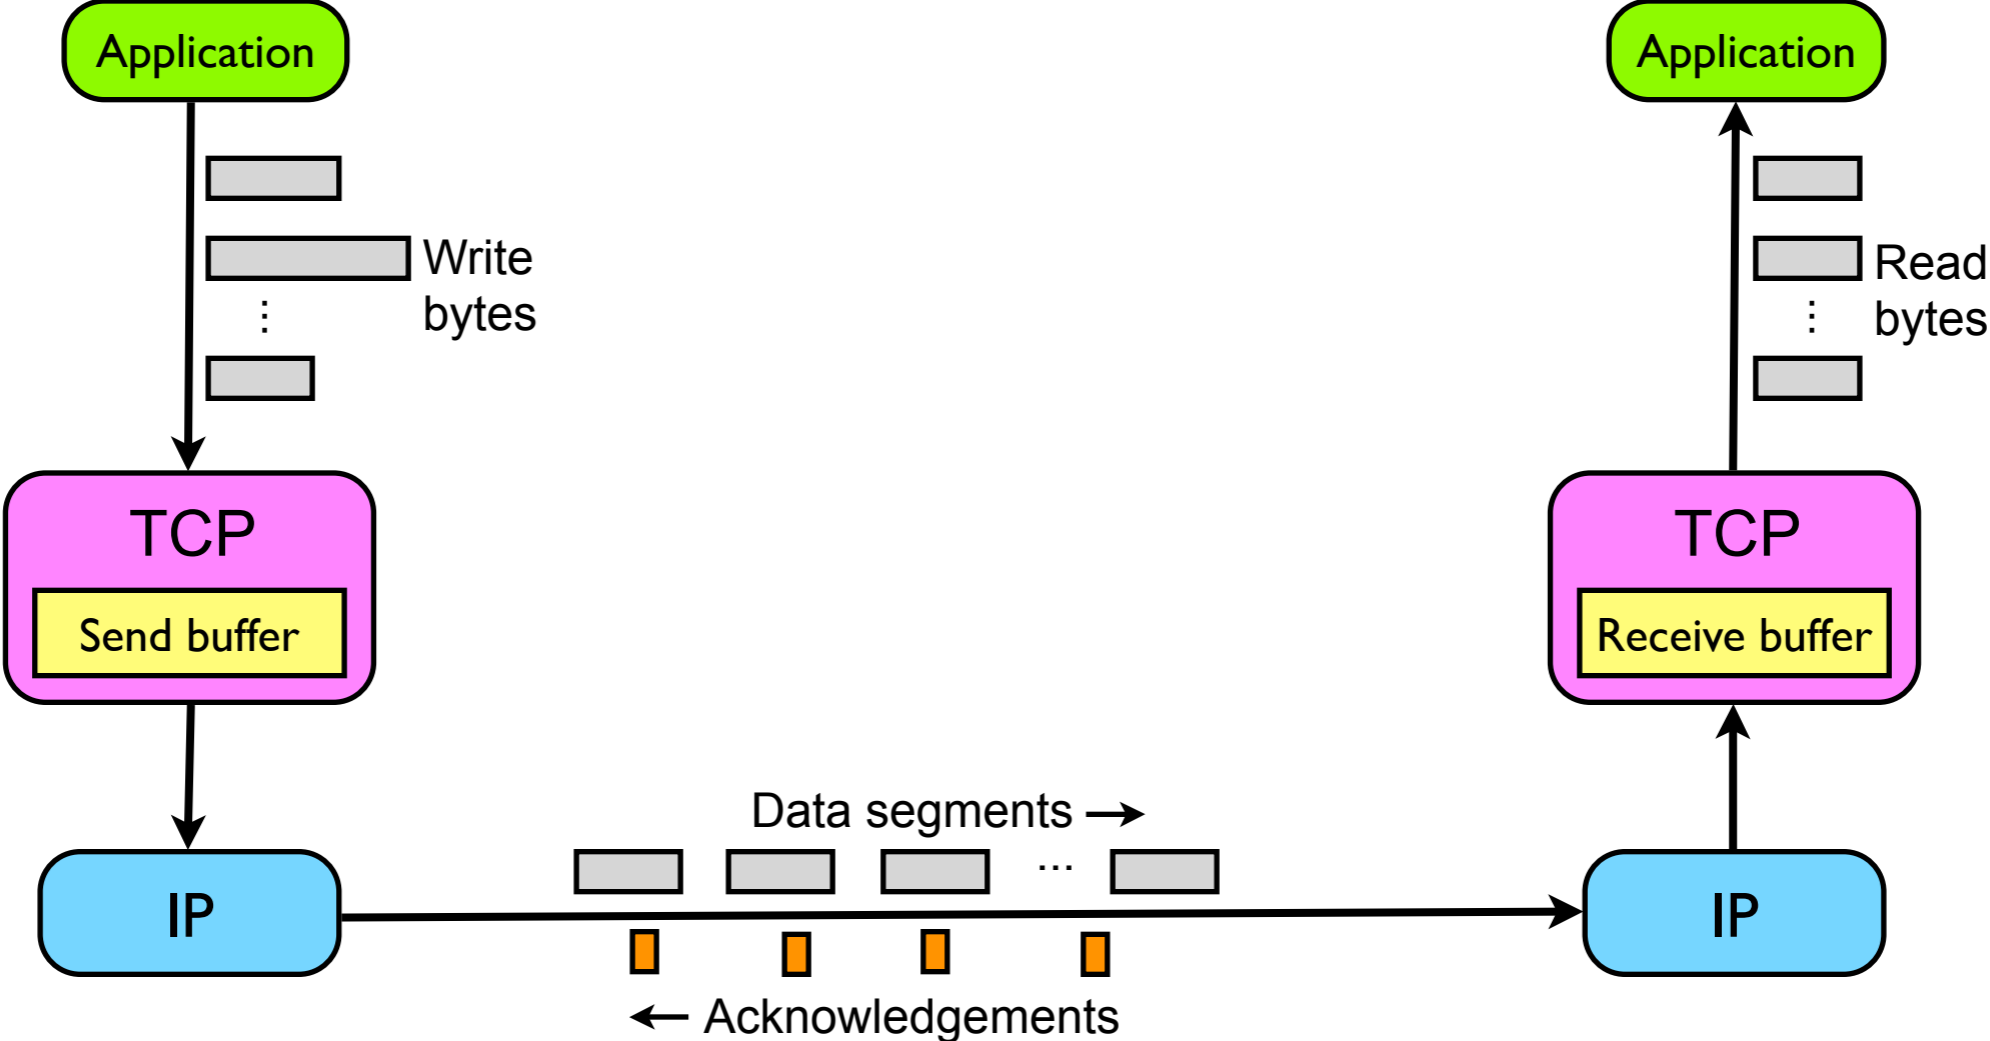 Application
Application
Write
bytes
Read
bytes
⋮
⋮
TCP
TCP
Send buffer
Receive buffer
Data segments →
...
IP
IP
← Acknowledgements